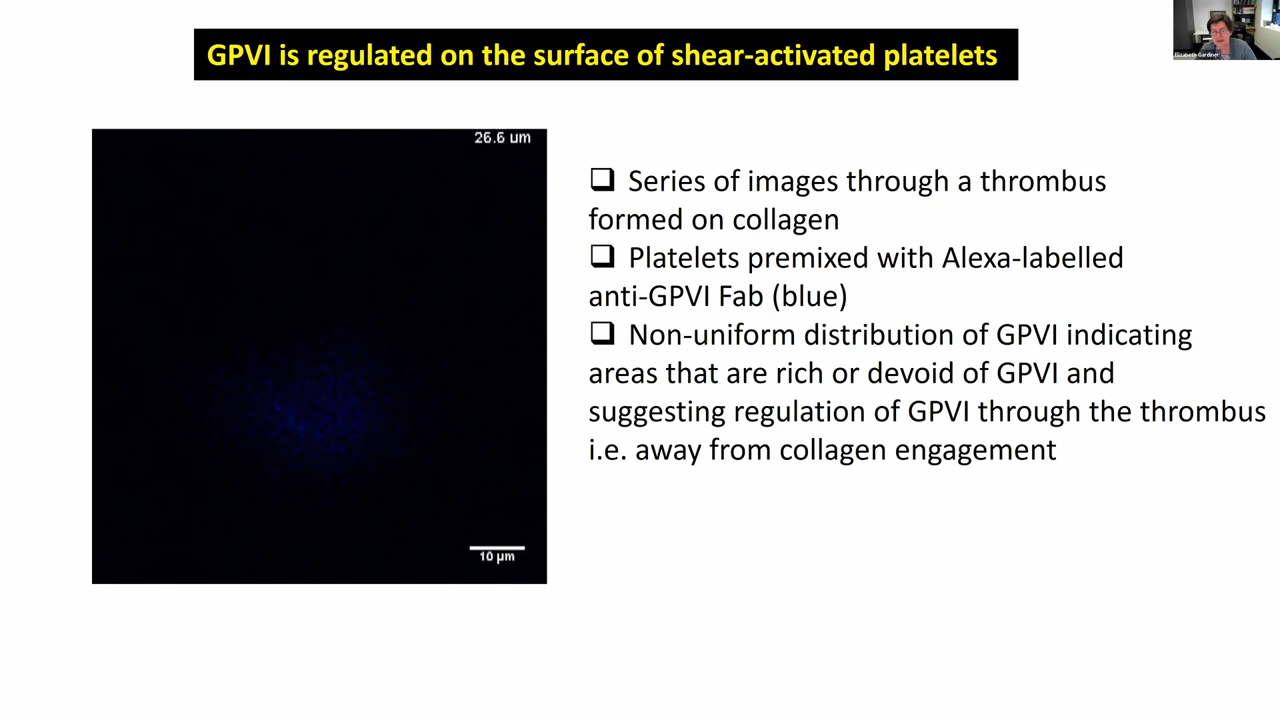 GPVI is regulated on the surface of shear-activated platelets
Elizabeth Gardiner
26.6 um
❑ Series of images through a thrombus
formed on collagen
❑ Platelets premixed with Alexa-labelled
anti-GPVI Fab (blue)
❑ Non-uniform distribution of GPVI indicating
areas that are rich or devoid of GPVI and
suggesting regulation of GPVI through the thrombus
i.e. away from collagen engagement
10 µm